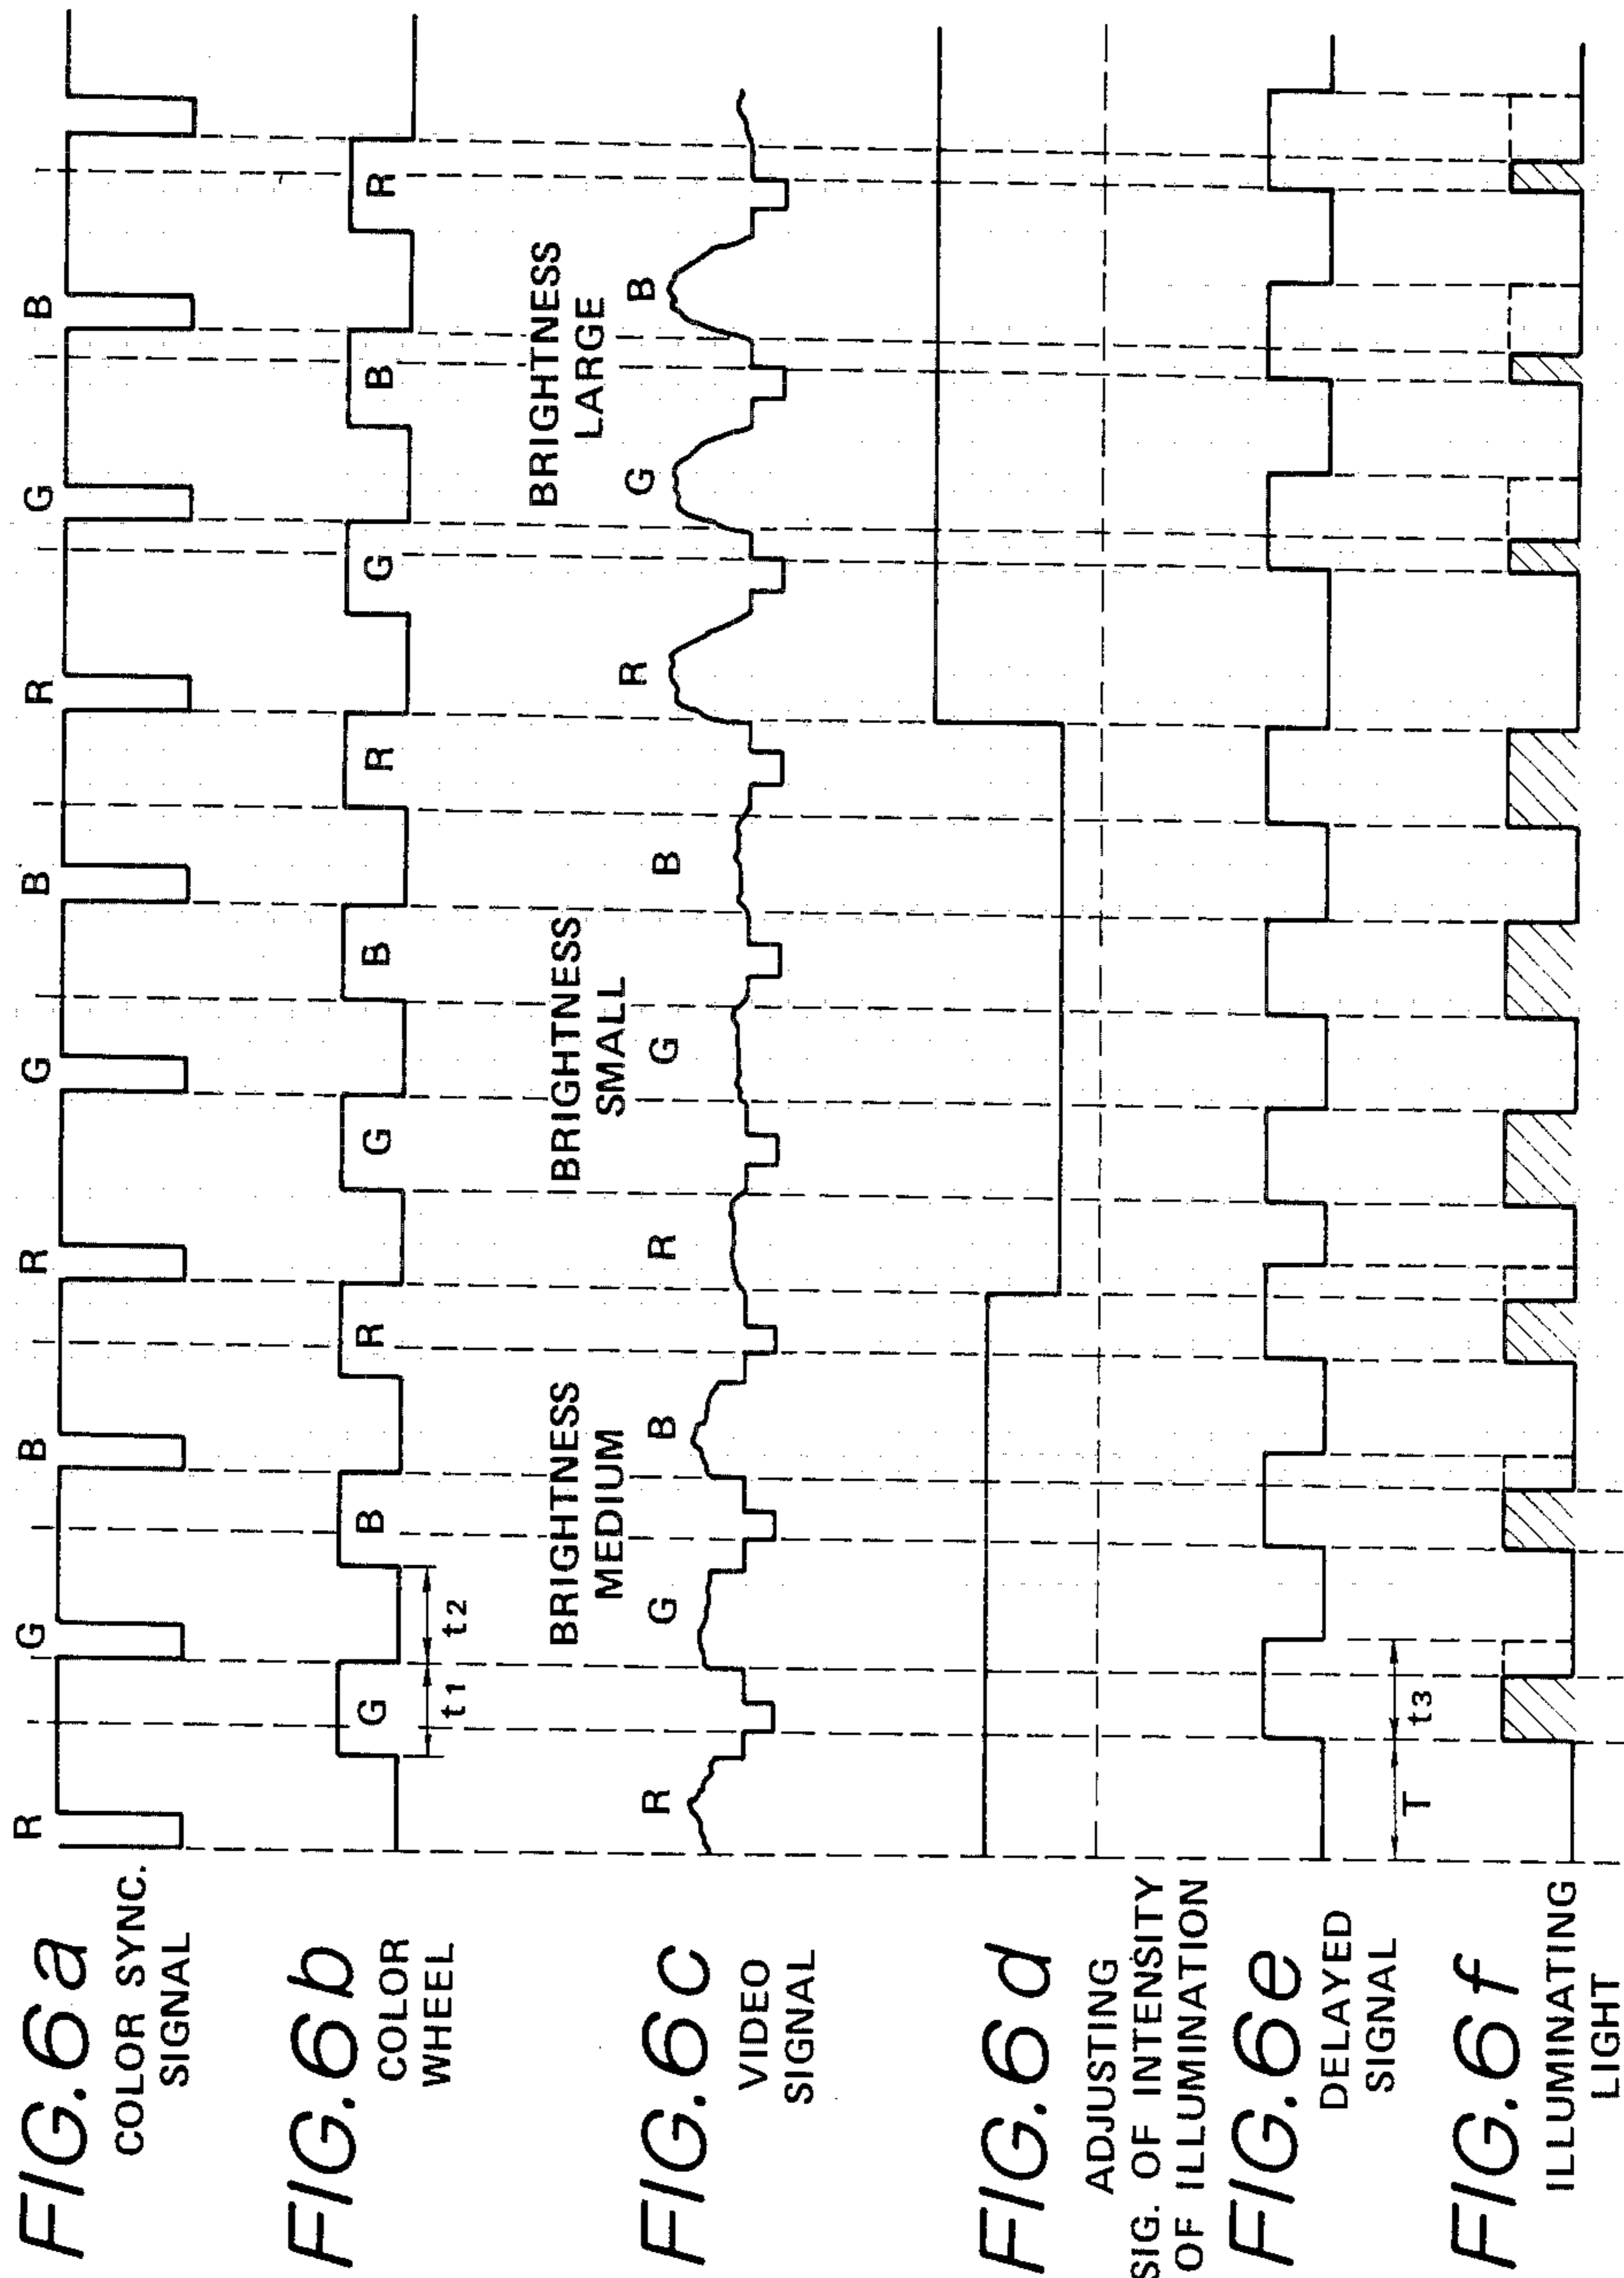 FIG.6a
COLOR SYNC.
SIGNAL
R G B R G B R G B
FIG.6b
COLOR
WHEEL
G B R G B R G B R
t1 t2
FIG.6c
VIDEO
SIGNAL
BRIGHTNESS
MEDIUM
BRIGHTNESS
SMALL
BRIGHTNESS
LARGE
R G B R G B R G B
FIG.6d
ADJUSTING
SIG. OF INTENSITY
OF ILLUMINATION
FIG.6e
DELAYED
SIGNAL
T t3
FIG.6f
ILLUMINATING
LIGHT